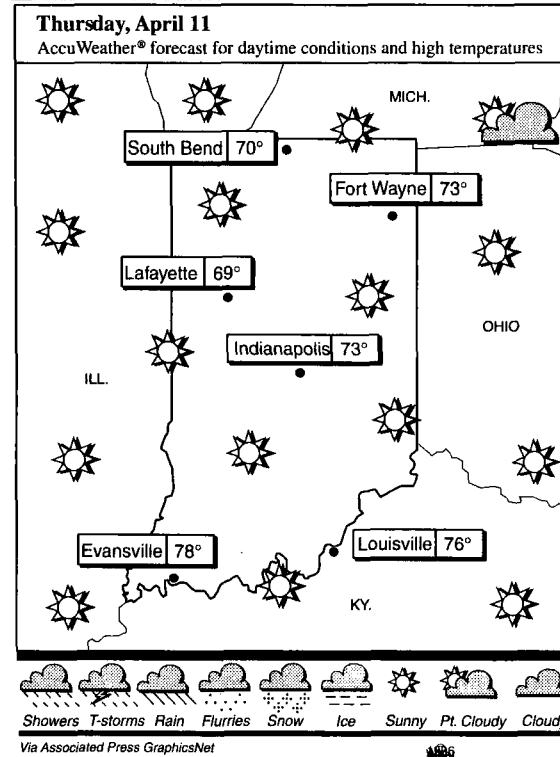 Thursday, April 11
AccuWeather® forecast for daytime conditions and high temperatures
MICH.
South Bend 70°
Fort Wayne 73°
Lafayette 69°
OHIO
Indianapolis 73°
ILL.
Evansville 78°
Louisville 76°
KY.
Showers T-storms Rain Flurries Snow Ice Sunny Pt. Cloudy Cloud
Via Associated Press GraphicsNet